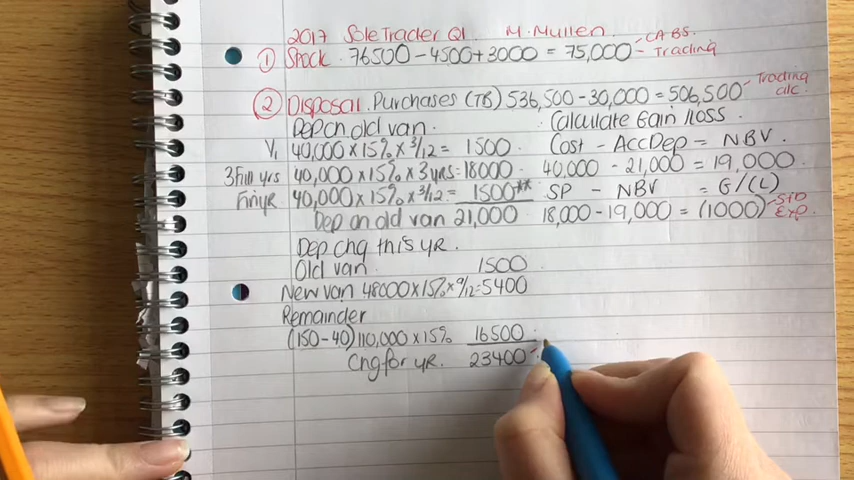 2017 Sole Trader Q1. M. Mullen.
① Stock. 76500 - 4500 + 3000 = 75,000 - CA BS. - Trading
② Disposal. Purchases (TB) 536,500 - 30,000 = 506,500 - Trading a/c.
Dep on old van. Calculate Gain/loss.
Y1 40,000 × 15% × 3/12 = 1500 Cost - Acc Dep = NBV.
3 Full yrs 40,000 × 15% × 3 yrs = 18000 40,000 - 21,000 = 19,000
Fin yr 40,000 × 15% × 3/12 = 1500** SP - NBV = G/(L)
Dep on old van 21,000 18,000 - 19,000 = (1000) - S+D Exp.
Dep chg this yR.
Old van 1500
New van 48000 × 15% × 9/12 = 5400
Remainder
(150-40) 110,000 × 15% 16500
Chg for yR. 23400 -